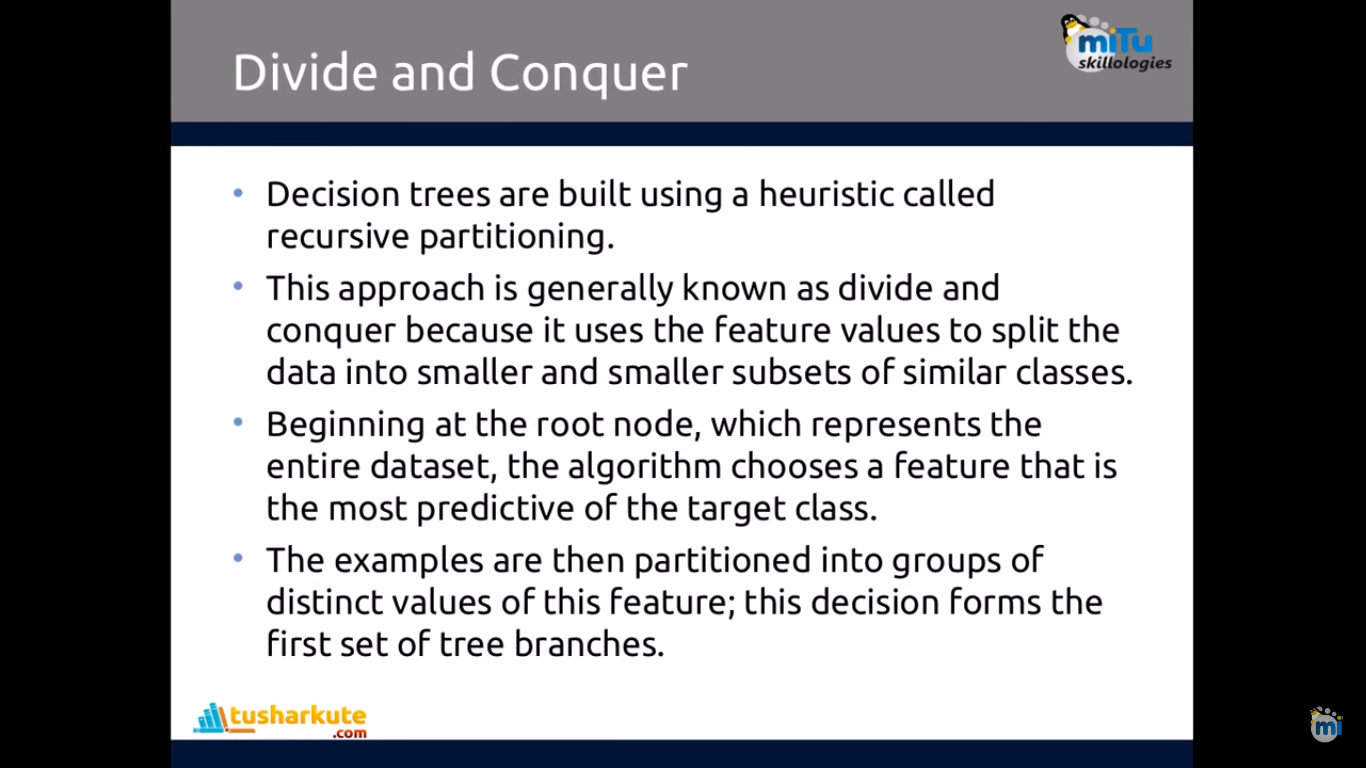 Divide and Conquer
miTu
skillologies
• Decision trees are built using a heuristic called
recursive partitioning.
• This approach is generally known as divide and
conquer because it uses the feature values to split the
data into smaller and smaller subsets of similar classes.
• Beginning at the root node, which represents the
entire dataset, the algorithm chooses a feature that is
the most predictive of the target class.
• The examples are then partitioned into groups of
distinct values of this feature; this decision forms the
first set of tree branches.
tusharkute
.com
mi